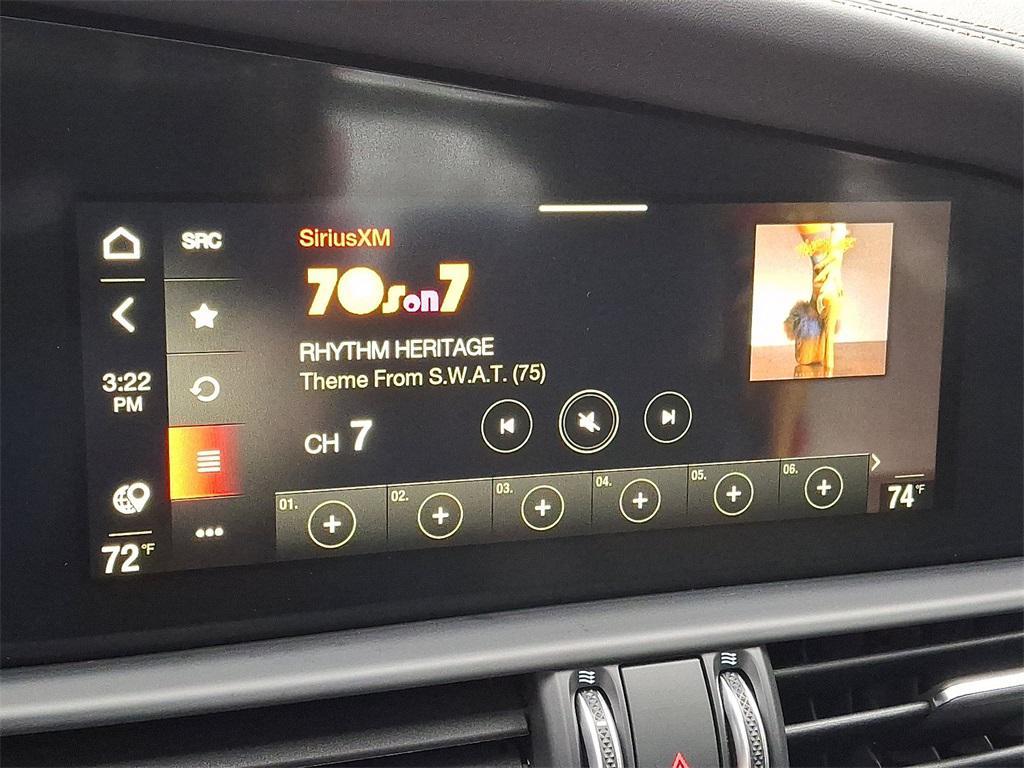 SRC
SiriusXM
70s on 7
RHYTHM HERITAGE
Theme From S.W.A.T. (75)
3:22
PM
CH 7
01. 02. 03. 04. 05. 06.
72°F
74°F